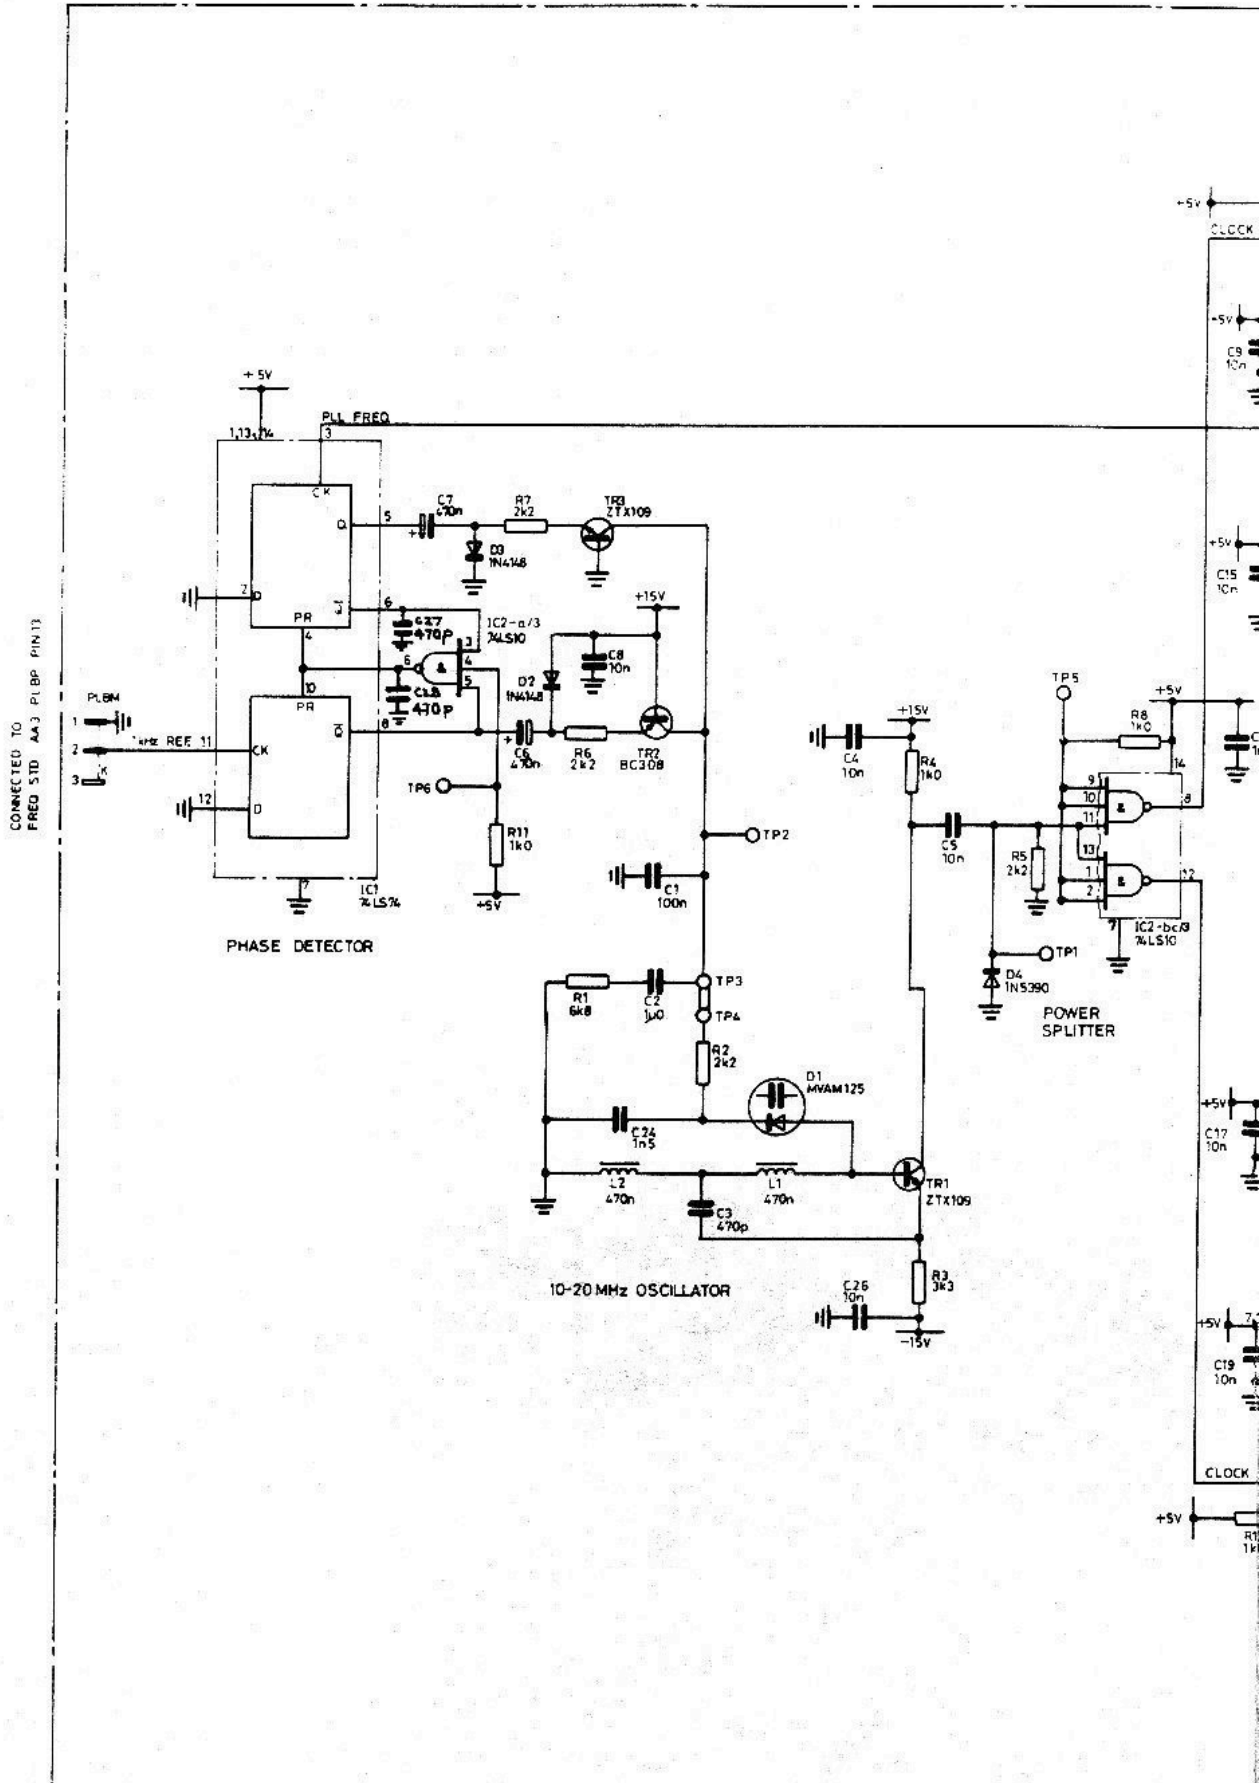 +5V
CLOCK
-5V
C9
10n
+5V
PLL FREQ
1,13,14
3
CK
Q
5
C7
470n
+
R7
2k2
TR3
ZTX109
D3
1N4148
+5V
C15
10n
2
D
PR
4
Q
6
C27
470p
IC2-a/3
74LS10
3
4
5
6
&
+15V
C8
10n
D2
1N4148
C28
470p
10
PR
Q
8
+
C6
470n
R6
2k2
TR2
BC308
CONNECTED TO
FREQ STD AA3 PLBP PIN 13
PLBM
1
2
3
K
1kHz REF. 11
CK
12
D
TP6
R11
1k0
+5V
7
IC1
74LS74
PHASE DETECTOR
TP2
C1
100n
TP5
+5V
R8
1k0
14
+15V
C4
10n
R4
1k0
C5
10n
R5
2k2
9
10
11
&
8
13
1
2
&
12
7
IC2-bc/3
74LS10
TP1
D4
1N5390
POWER
SPLITTER
R1
6k8
C2
1µ0
TP3
TP4
R2
2k2
D1
MVAM125
C24
1n5
L2
470n
L1
470n
C3
470p
TR1
ZTX109
+5V
C17
10n
10-20 MHz OSCILLATOR
C26
10n
R3
3k3
-15V
+5V
7
C19
10n
CLOCK
+5V